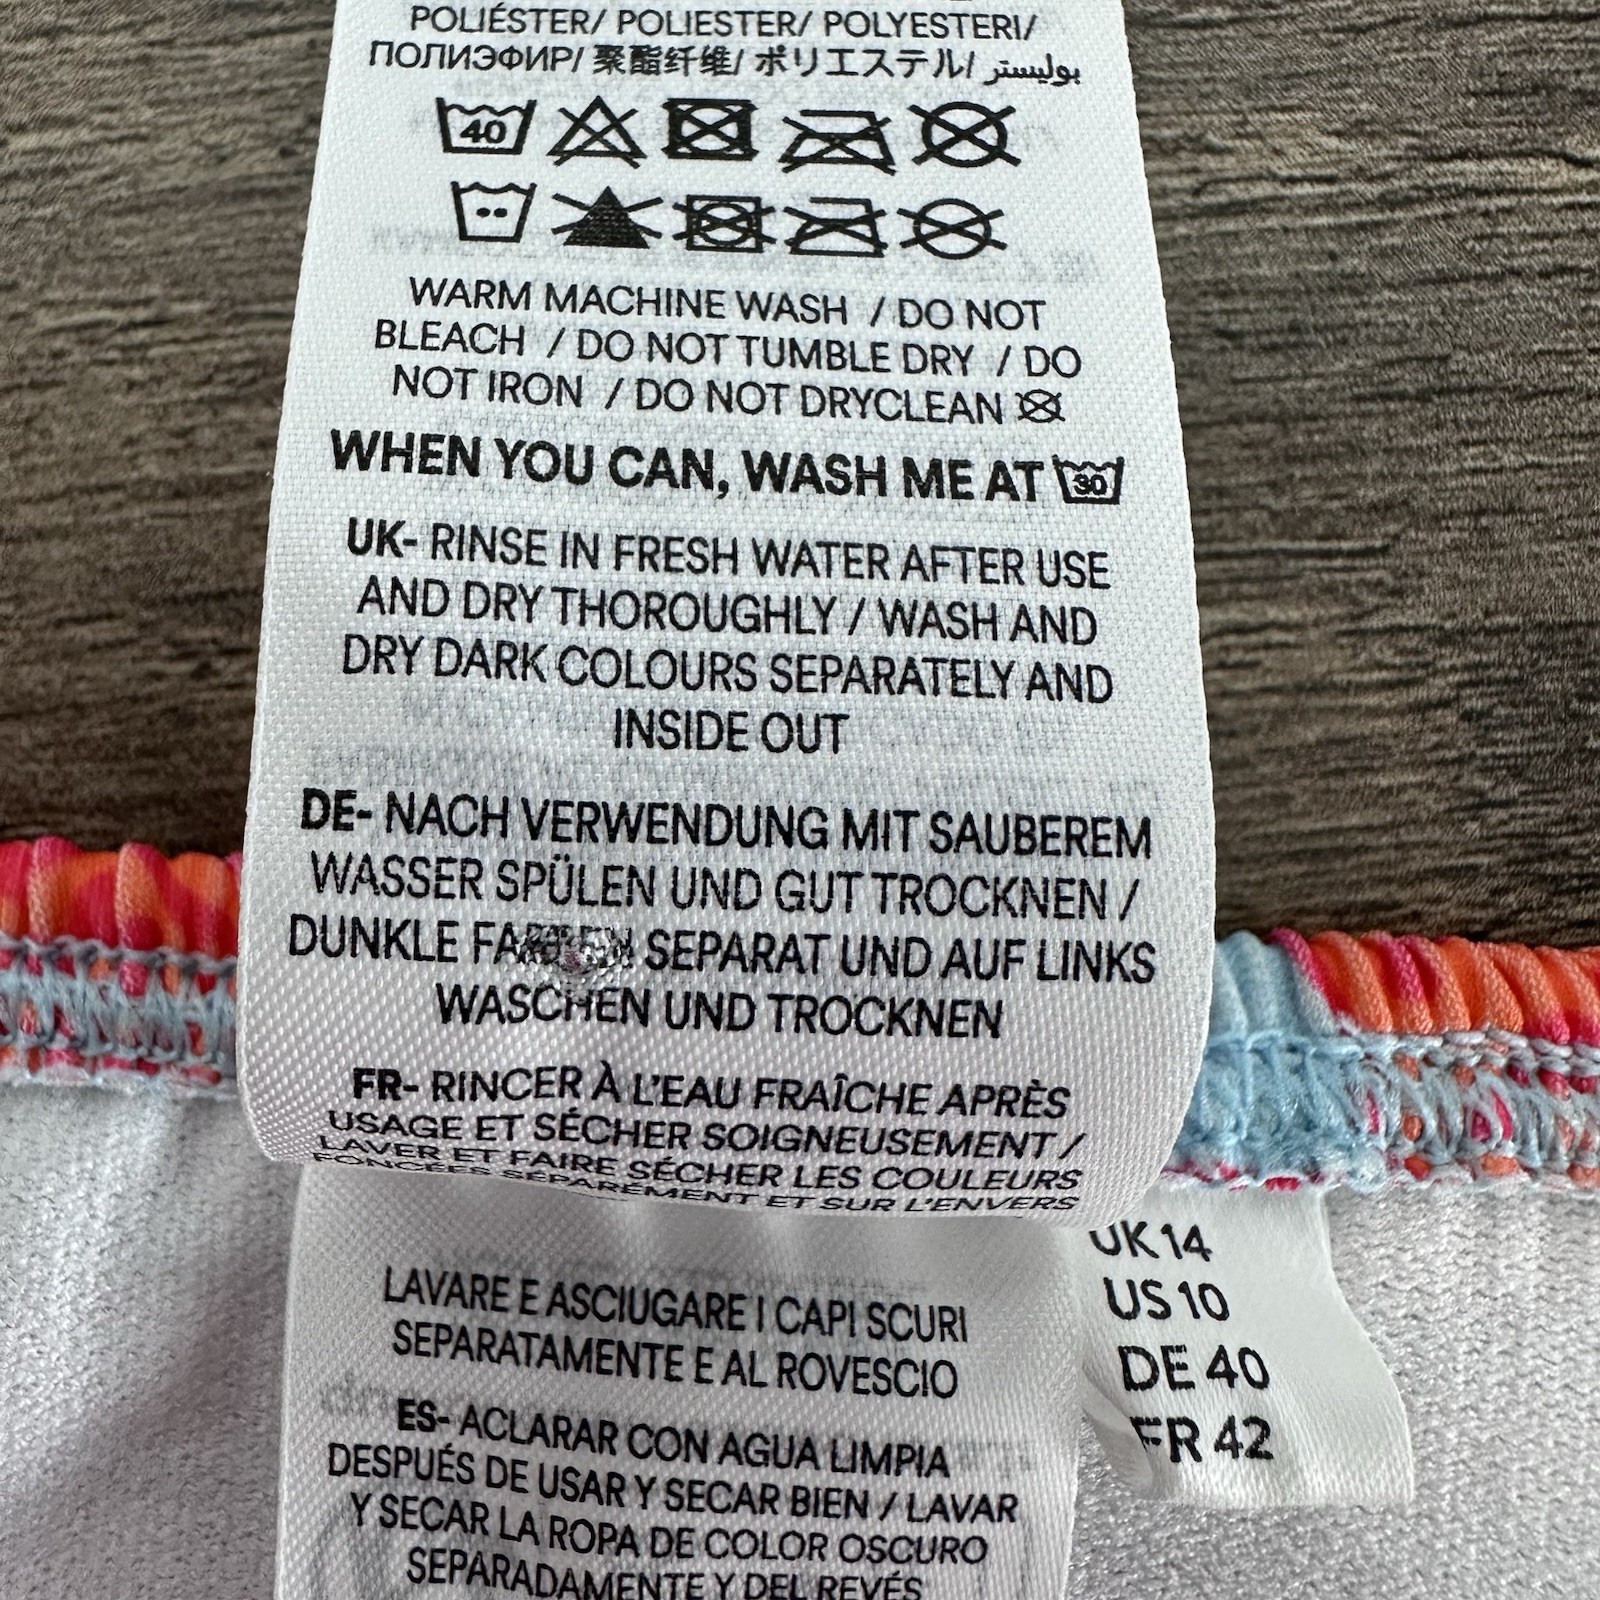 POLIÉSTER/ POLIESTER/ POLYESTERI/
ПОЛИЭФИР/ 聚酯纤维/ ポリエステル/ بوليستر
40
WARM MACHINE WASH / DO NOT
BLEACH / DO NOT TUMBLE DRY / DO
NOT IRON / DO NOT DRYCLEAN
WHEN YOU CAN, WASH ME AT 30
UK- RINSE IN FRESH WATER AFTER USE
AND DRY THOROUGHLY / WASH AND
DRY DARK COLOURS SEPARATELY AND
INSIDE OUT
DE- NACH VERWENDUNG MIT SAUBEREM
WASSER SPÜLEN UND GUT TROCKNEN /
DUNKLE SEPARAT UND AUF LINKS
WASCHEN UND TROCKNEN
FR- RINCER À L'EAU FRAÎCHE APRÈS
USAGE ET SÉCHER SOIGNEUSEMENT /
LAVER ET FAIRE SÉCHER LES COULEURS
FONCÉES SÉPARÉMENT ET SUR L'ENVERS
LAVARE E ASCIUGARE I CAPI SCURI
SEPARATAMENTE E AL ROVESCIO
ES- ACLARAR CON AGUA LIMPIA
DESPUÉS DE USAR Y SECAR BIEN / LAVAR
Y SECAR LA ROPA DE COLOR OSCURO
SEPARADAMENTE Y DEL REVÉS
UK 14
US 10
DE 40
FR 42